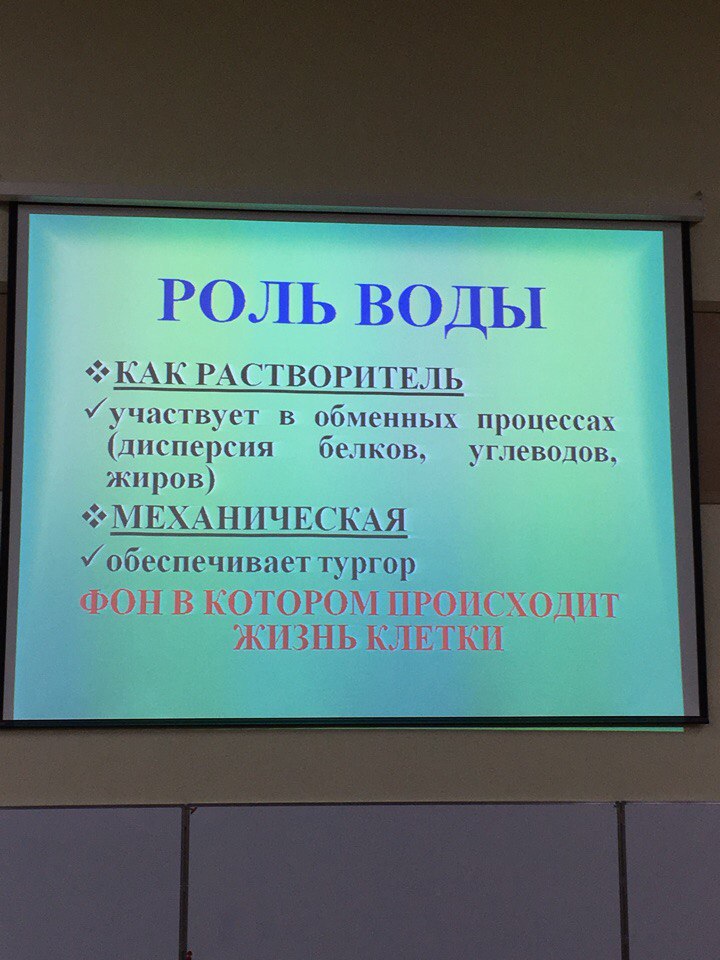 РОЛЬ ВОДЫ
❖КАК РАСТВОРИТЕЛЬ
✓участвует в обменных процессах
(дисперсия белков, углеводов,
жиров)
❖МЕХАНИЧЕСКАЯ
✓обеспечивает тургор
ФОН В КОТОРОМ ПРОИСХОДИТ
ЖИЗНЬ КЛЕТКИ